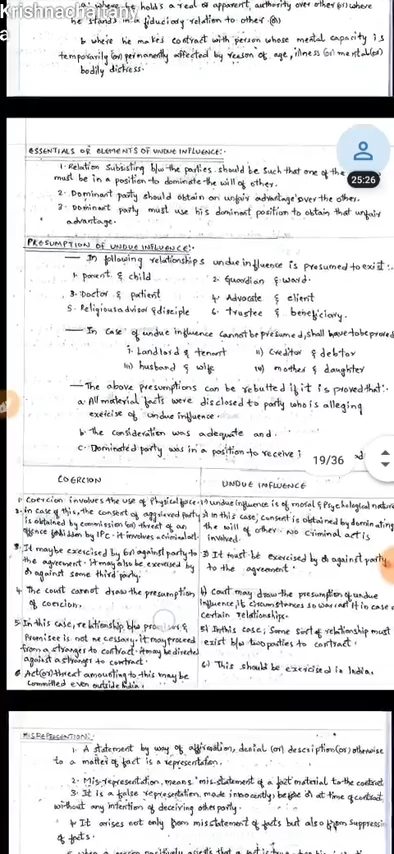 Krishnachaitany
a. where he holds a real or apparent, authority over other (or) where
he stands in a fiduciary relation to other (or)
b. where he makes contract with person whose mental capacity is
temporarily (or) permanently affected by reason of age, illness (or) mental (or)
bodily distress.
ESSENTIALS OR ELEMENTS OF UNDUE INFLUENCE:-
1. Relation subsisting b/w the parties should be such that one of the
must be in a position to dominate the will of other.
25:26
2. Dominant party should obtain an unfair advantage over the other.
3. Dominant party must use his dominant position to obtain that unfair
advantage.
PRESUMPTION OF UNDUE INFLUENCE:-
— In following relationships undue influence is presumed to exist:-
1. parent & child 2. Guardian & ward.
3. Doctor & patient 4. Advocate & client
5. Religious advisor & disciple 6. trustee & beneficiary.
— In case of undue influence cannot be presumed, shall have to be proved
i. Landlord & tenant ii) Creditor & debtor
iii) husband & wife iv) mother & daughter
— The above presumptions can be rebutted if it is proved that:-
a. All material facts were disclosed to party who is alleging
exercise of undue influence.
b. the consideration was adequate and.
c. Dominated party was in a position to receive i
19/36
COERCION UNDUE INFLUENCE
1. Coercion involves the use of Physical force. 1) undue influence is of moral & Psychological nature
2. in case of this, the consent of aggrieved party is obtained by commission (or) threat of an offence forbidden by IPC. it involves a criminal act.
2) In this case, consent is obtained by dominating the will of other. No criminal act is involved.
3. It may be exercised by (or) against party to the agreement. It may also be exercised by (or) against some third party.
3) It must be exercised by (or) against party to the agreement.
4. The court cannot draw the presumption of coercion.
4) Court may draw the presumption of undue influence, if circumstances so warrant it in case of certain relationships.
5. In this case, relationship b/w promisor & Promisee is not necessary. it may proceed from a stranger to contract. it may be directed against a stranger to contract.
5) In this case, Some sort of relationship must exist b/w two parties to contract.
6. Act (or) threat amounting to this may be committed even outside India.
6) This should be exercised in India.
MISREPRESENTATION:-
1. A statement by way of affirmation, denial (or) description (or) otherwise
to a matter of fact is a representation.
2. Mis-representation, means mis-statement of a fact material to the contract
3. It is a false representation, made innocently, before (or) at time of contract
without any intention of deceiving other party.
4. It arises not only from misstatement of facts but also from Suppression
of facts.